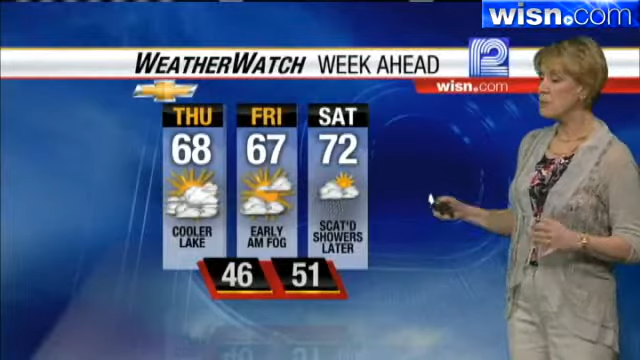 wisn.com
WEATHERWATCH WEEK AHEAD
12
wisn.com
THU FRI SAT
68 67 72
COOLER LAKE
EARLY AM FOG
SCAT'D SHOWERS LATER
46 51